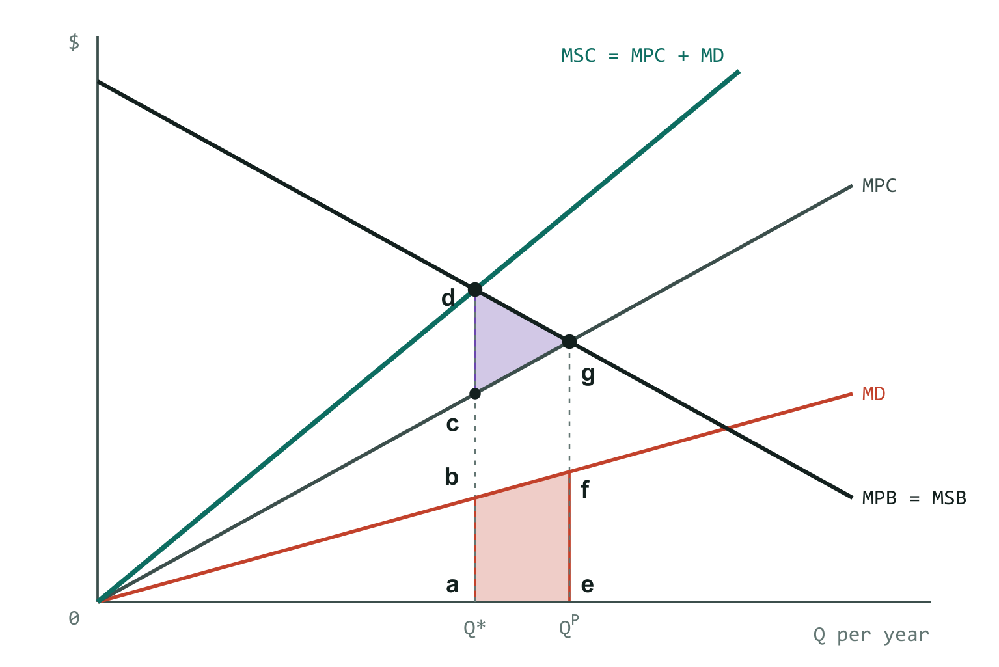 $
MSC = MPC + MD
MPC
d
g
MD
c
b
f
MPB = MSB
a
e
0
Q*
Qᴾ
Q per year